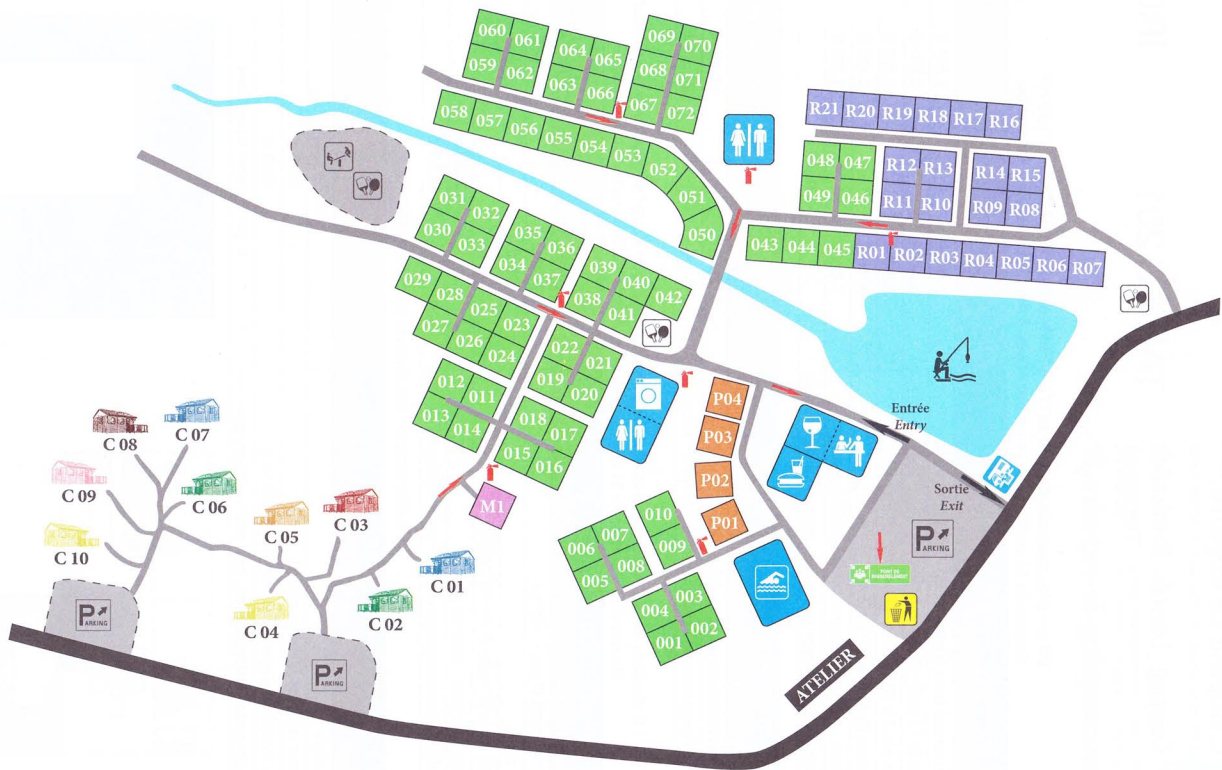 060 061
059 062
064 065
063 066
069 070
068 071
067 072
058 057 056 055 054 053 052 051 050
R21 R20 R19 R18 R17 R16
048 047
049 046
R12 R13
R11 R10
R14 R15
R09 R08
043 044 045 R01 R02 R03 R04 R05 R06 R07
031 032
030 033
035 036
034 037
039 040
038 041 042
029 028 025 023
027 026 024
022 021
019 020
012 011
013 014
018 017
015 016
P04
P03
P02
P01
Entrée
Entry
Sortie
Exit
P
PARKING
POINT DE
RASSEMBLEMENT
M1
010
009
007
006
008
005
003
004
002
001
C 08
C 07
C 09
C 06
C 10
C 05
C 03
C 04
C 02
C 01
P
PARKING
P
PARKING
ATELIER